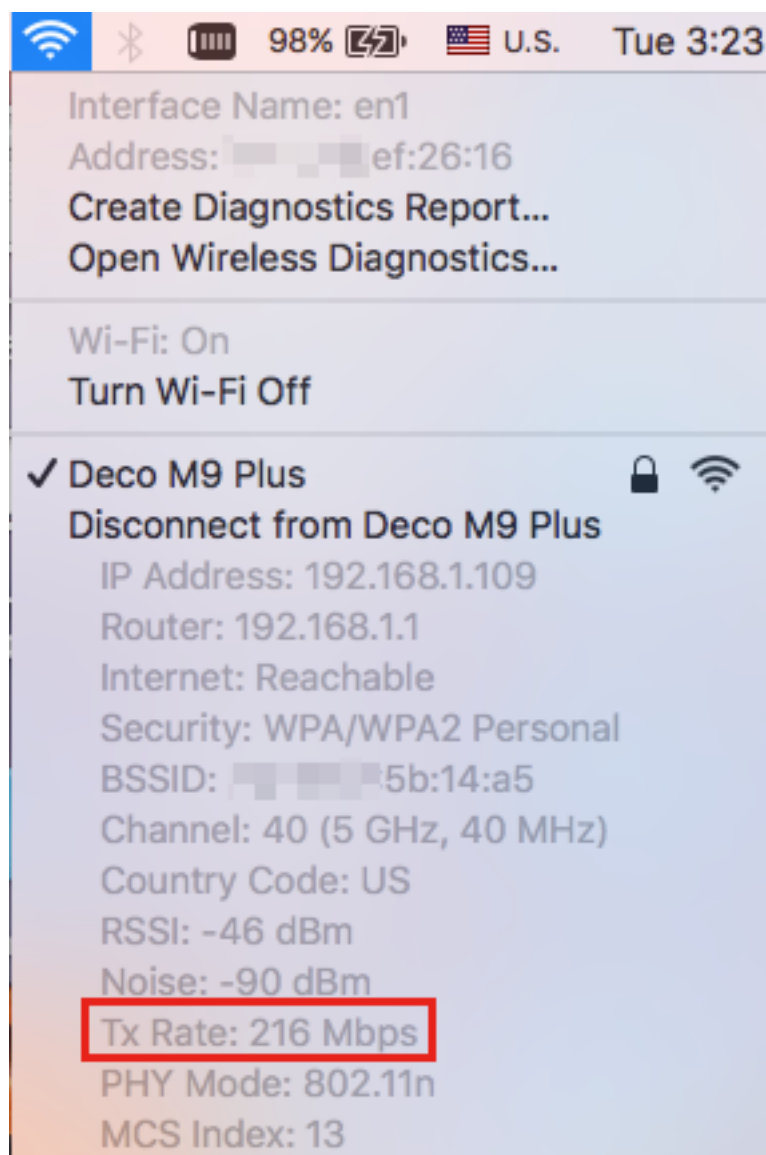 98% U.S. Tue 3:23
Interface Name: en1
Address: ef:26:16
Create Diagnostics Report...
Open Wireless Diagnostics...
Wi-Fi: On
Turn Wi-Fi Off
✓ Deco M9 Plus
Disconnect from Deco M9 Plus
IP Address: 192.168.1.109
Router: 192.168.1.1
Internet: Reachable
Security: WPA/WPA2 Personal
BSSID: 5b:14:a5
Channel: 40 (5 GHz, 40 MHz)
Country Code: US
RSSI: -46 dBm
Noise: -90 dBm
Tx Rate: 216 Mbps
PHY Mode: 802.11n
MCS Index: 13